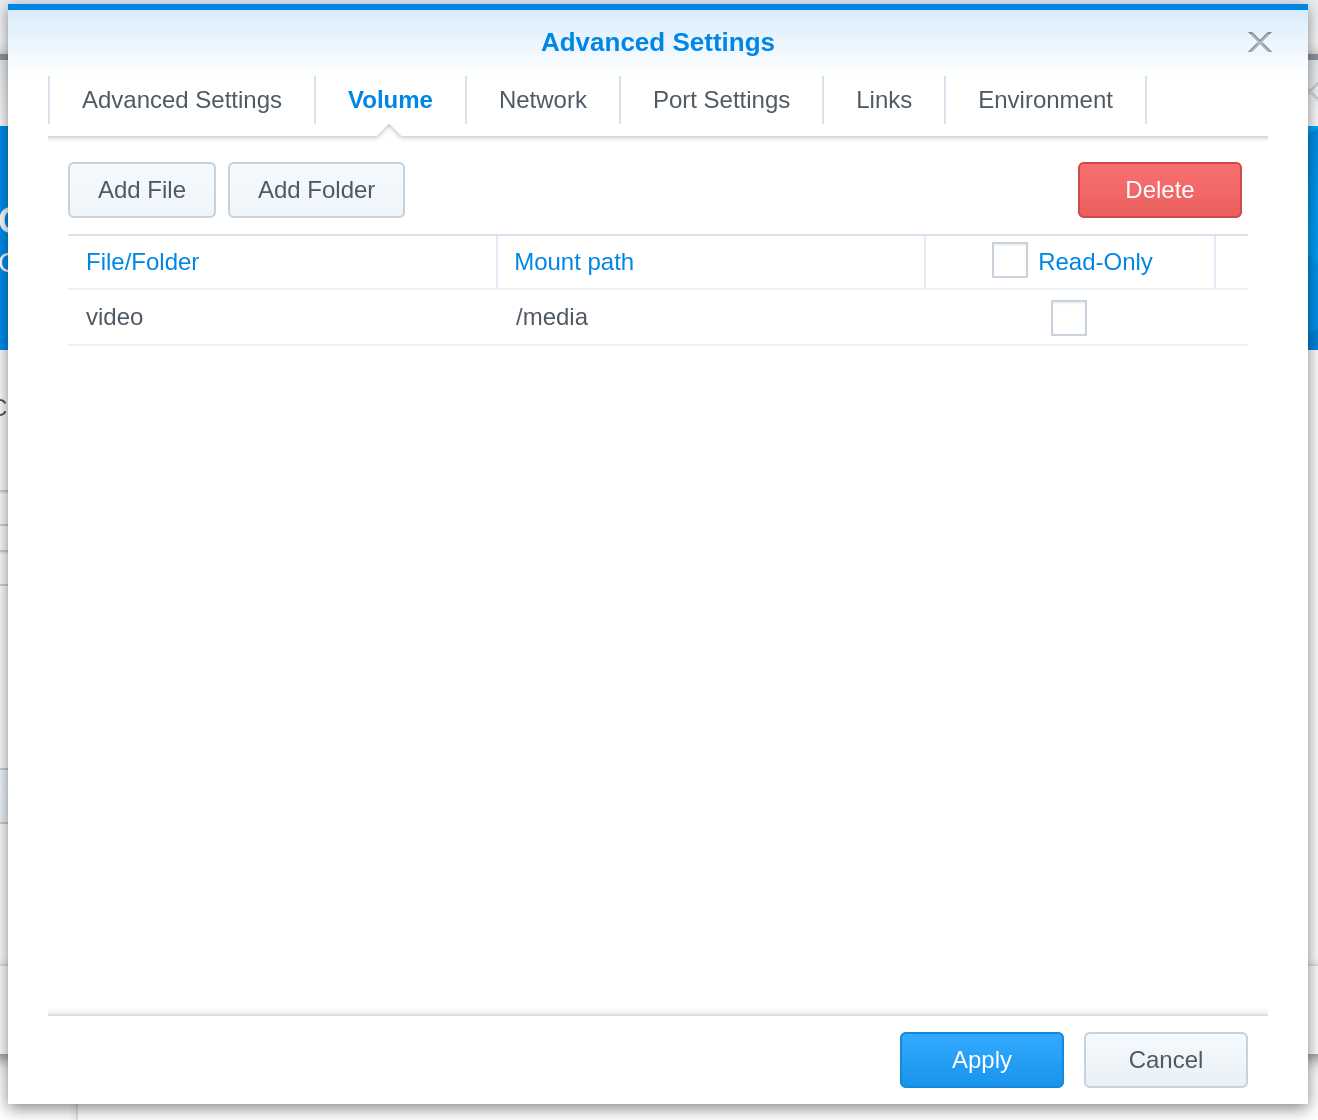 Advanced Settings
Advanced Settings Volume Network Port Settings Links Environment
Add File Add Folder Delete
File/Folder Mount path Read-Only
video /media
Apply Cancel